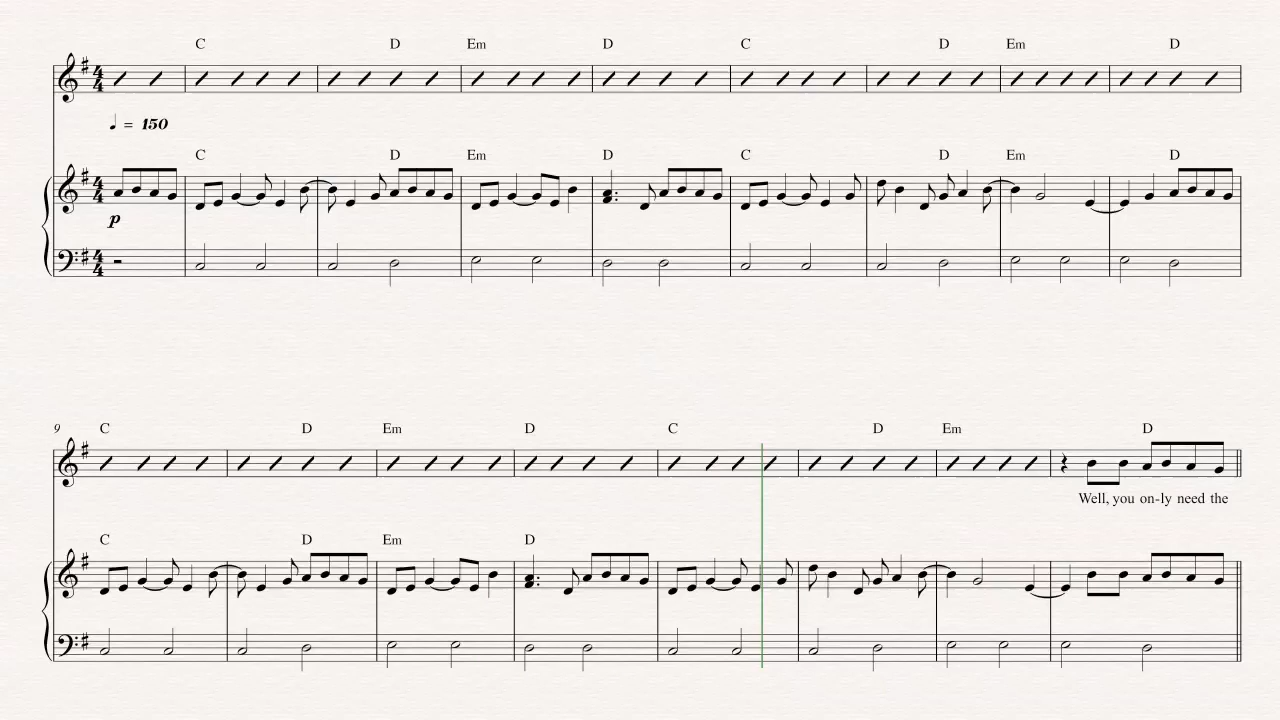 C D Em D C D Em D
♩ = 150
C D Em D C D Em D
p
9
C D Em D C D Em D
Well, you on-ly need the
C D Em D